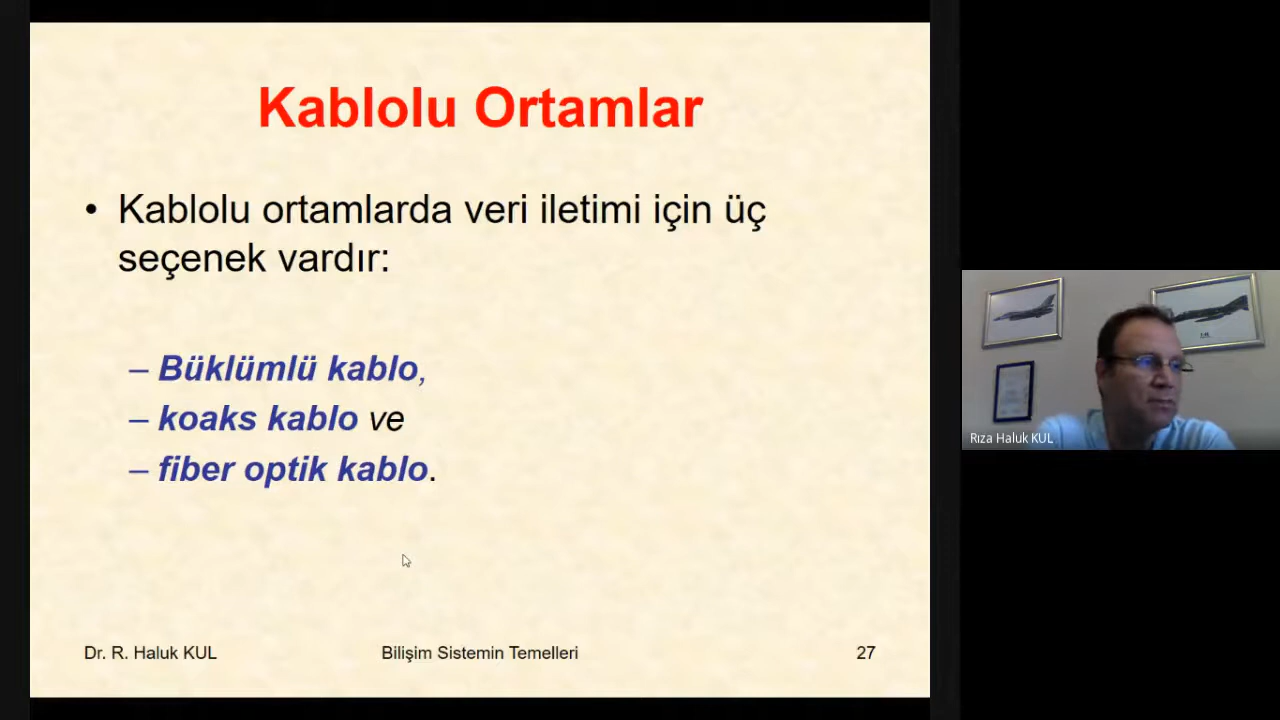 Kablolu Ortamlar
• Kablolu ortamlarda veri iletimi için üç
seçenek vardır:
– Büklümlü kablo,
– koaks kablo ve
– fiber optik kablo.
Dr. R. Haluk KUL
Bilişim Sistemin Temelleri
27
Rıza Haluk KUL